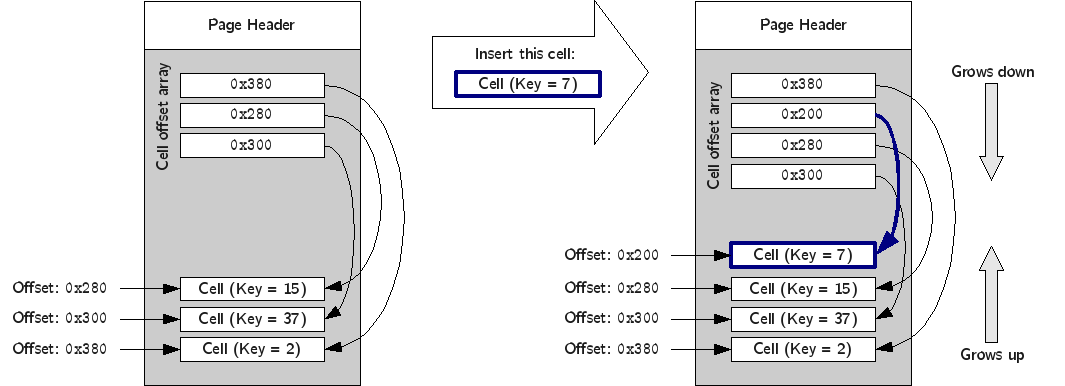 Page Header
Cell offset array
0x380
0x280
0x300
Offset: 0x280
Cell (Key = 15)
Offset: 0x300
Cell (Key = 37)
Offset: 0x380
Cell (Key = 2)
Insert this cell:
Cell (Key = 7)
Page Header
Cell offset array
0x380
0x200
0x280
0x300
Offset: 0x200
Cell (Key = 7)
Offset: 0x280
Cell (Key = 15)
Offset: 0x300
Cell (Key = 37)
Offset: 0x380
Cell (Key = 2)
Grows down
Grows up